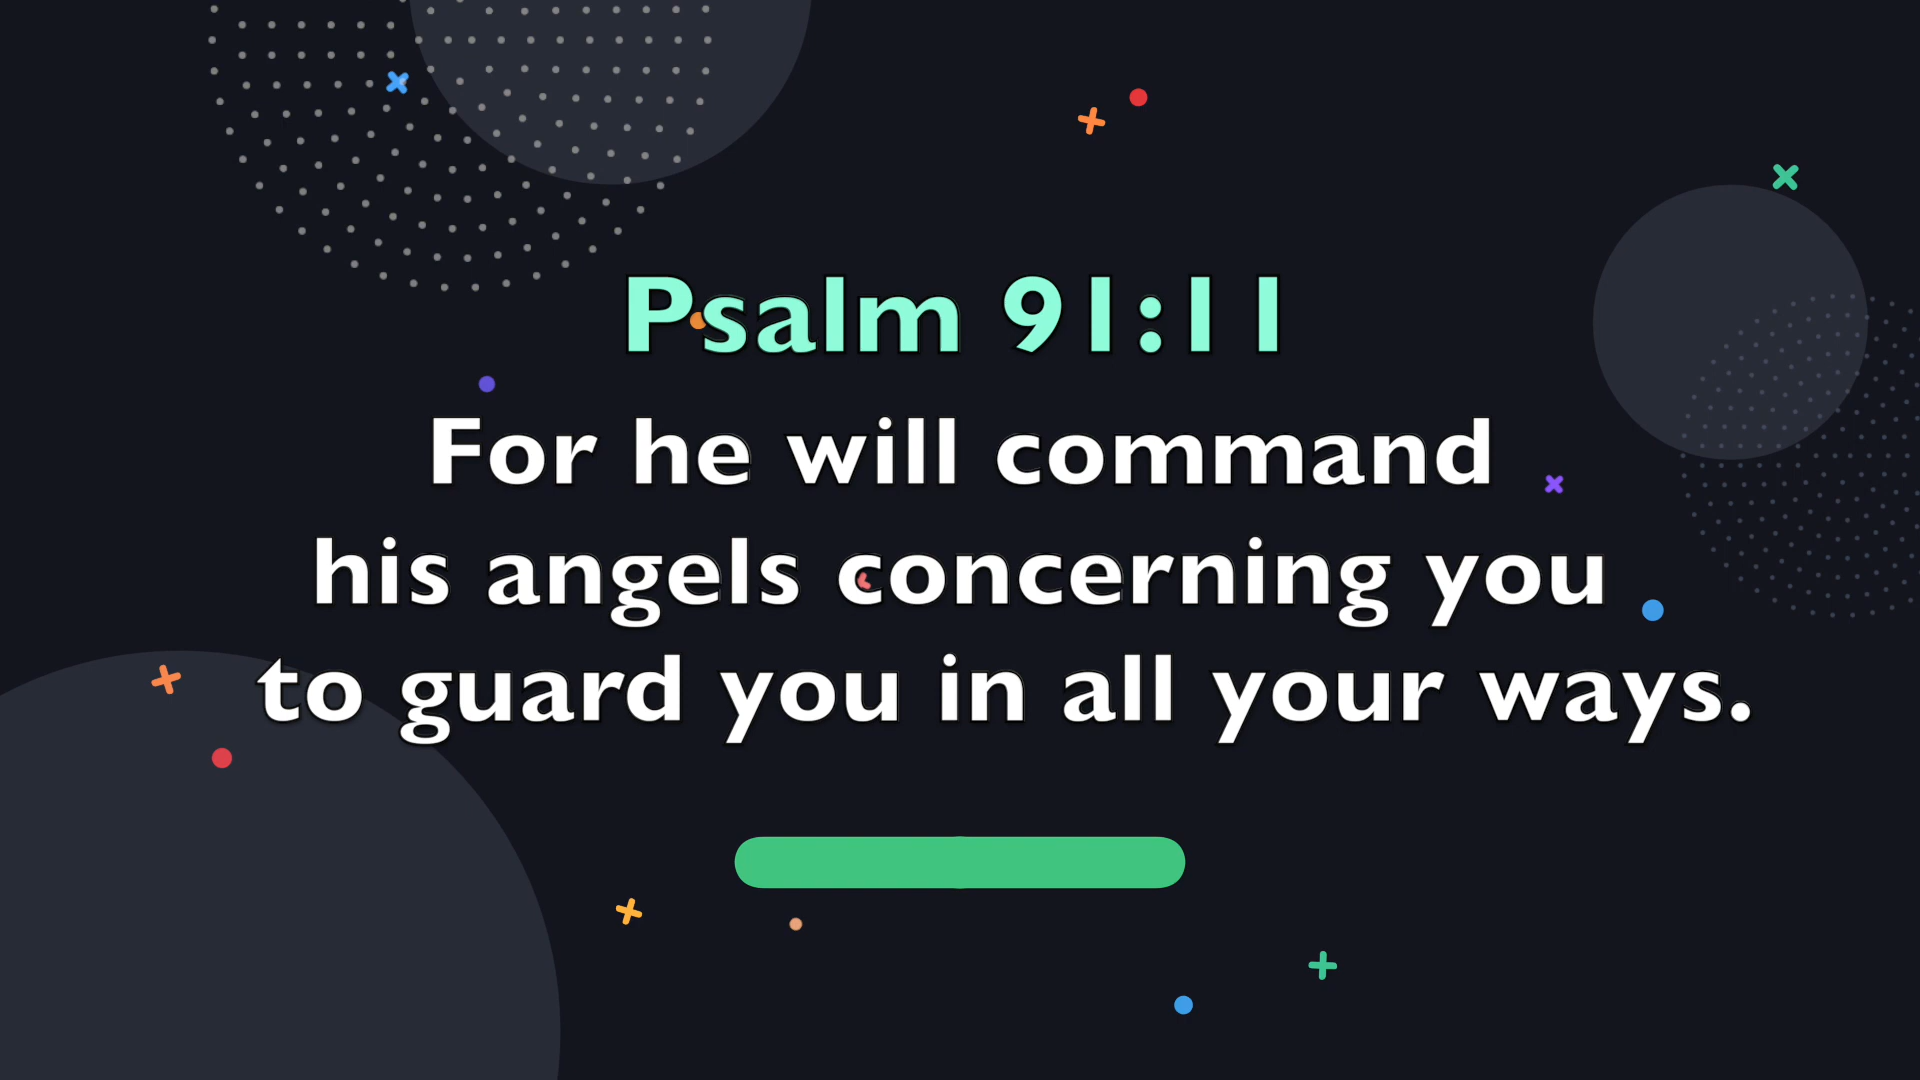 Psalm 91:11
For he will command
his angels concerning you
to guard you in all your ways.